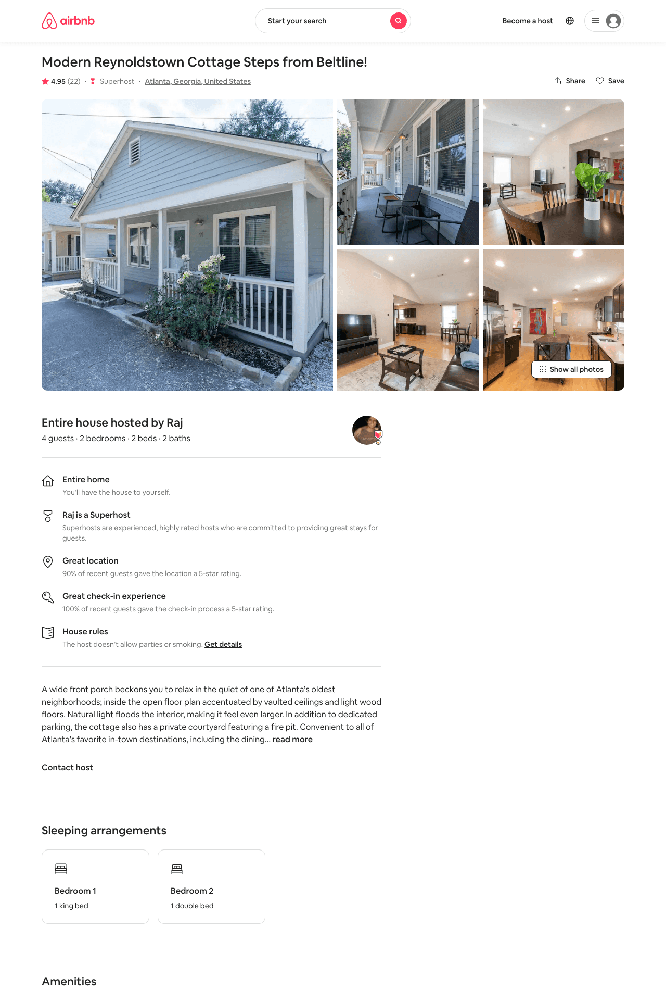 airbnb
Start your search
Become a host
Modern Reynoldstown Cottage Steps from Beltline!
4.95 (22) · Superhost · Atlanta, Georgia, United States
Share
Save
Show all photos
Entire house hosted by Raj
4 guests · 2 bedrooms · 2 beds · 2 baths
Entire home
You’ll have the house to yourself.
Raj is a Superhost
Superhosts are experienced, highly rated hosts who are committed to providing great stays for
guests.
Great location
90% of recent guests gave the location a 5-star rating.
Great check-in experience
100% of recent guests gave the check-in process a 5-star rating.
House rules
The host doesn’t allow parties or smoking. Get details
A wide front porch beckons you to relax in the quiet of one of Atlanta’s oldest
neighborhoods; inside the open floor plan accentuated by vaulted ceilings and light wood
floors. Natural light floods the interior, making it feel even larger. In addition to dedicated
parking, the cottage also has a private courtyard featuring a fire pit. Convenient to all of
Atlanta’s favorite in-town destinations, including the dining... read more
Contact host
Sleeping arrangements
Bedroom 1
1 king bed
Bedroom 2
1 double bed
Amenities